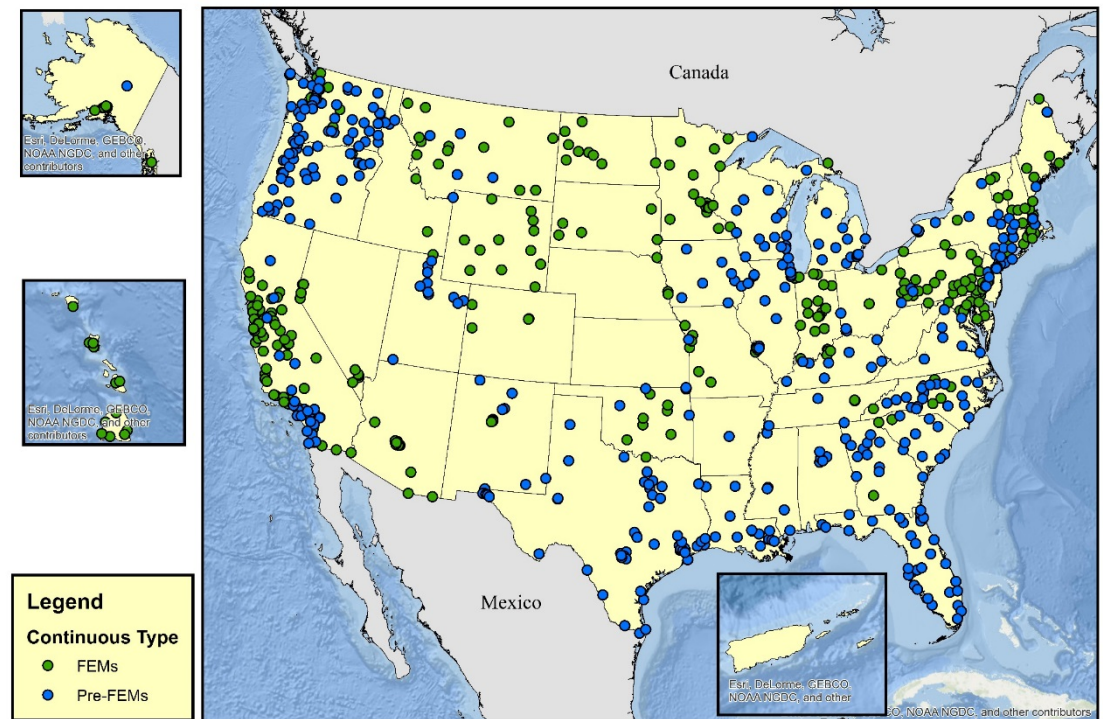 Esri, DeLorme, GEBCO,
NOAA NGDC, and other
contributors
Canada
Esri, DeLorme, GEBCO,
NOAA NGDC, and other
contributors
Legend
Continuous Type
FEMs
Pre-FEMs
Mexico
Esri, DeLorme, GEBCO,
NOAA NGDC, and other
CO, NOAA NGDC, and other contributors